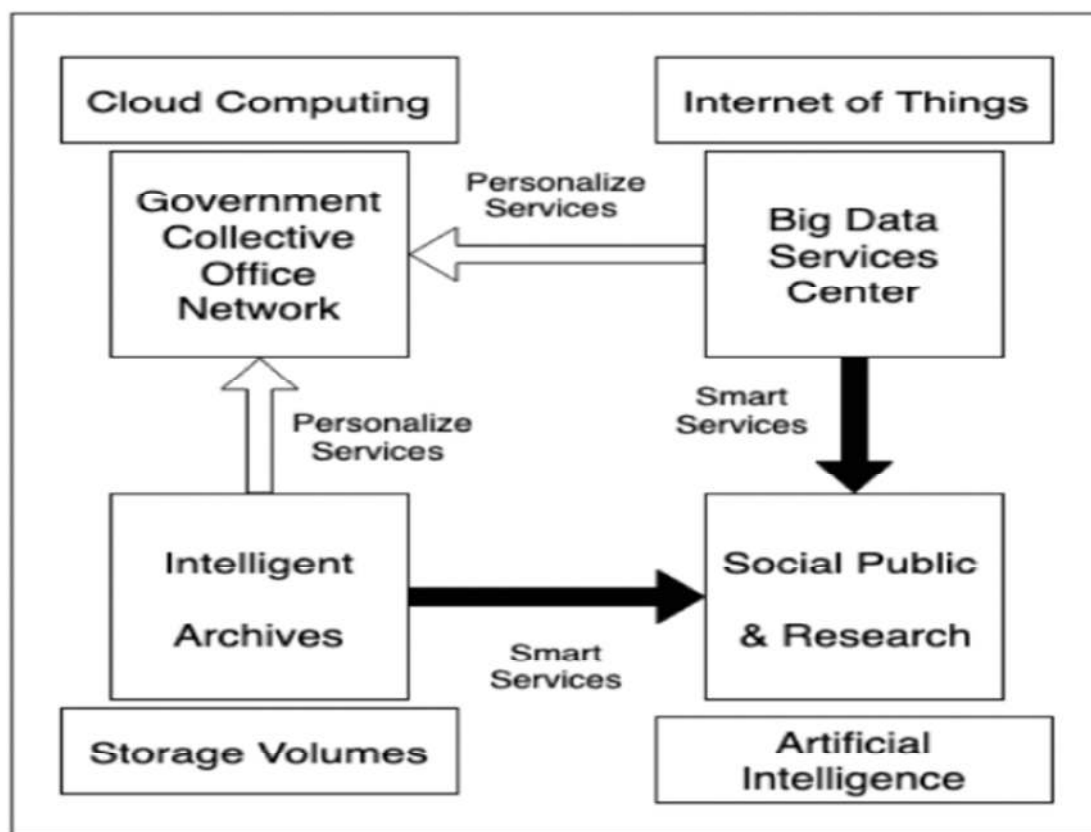 Cloud Computing
Internet of Things
Government
Collective
Office
Network
Personalize
Services
Big Data
Services
Center
Personalize
Services
Smart
Services
Intelligent
Archives
Smart
Services
Social Public
& Research
Storage Volumes
Artificial
Intelligence